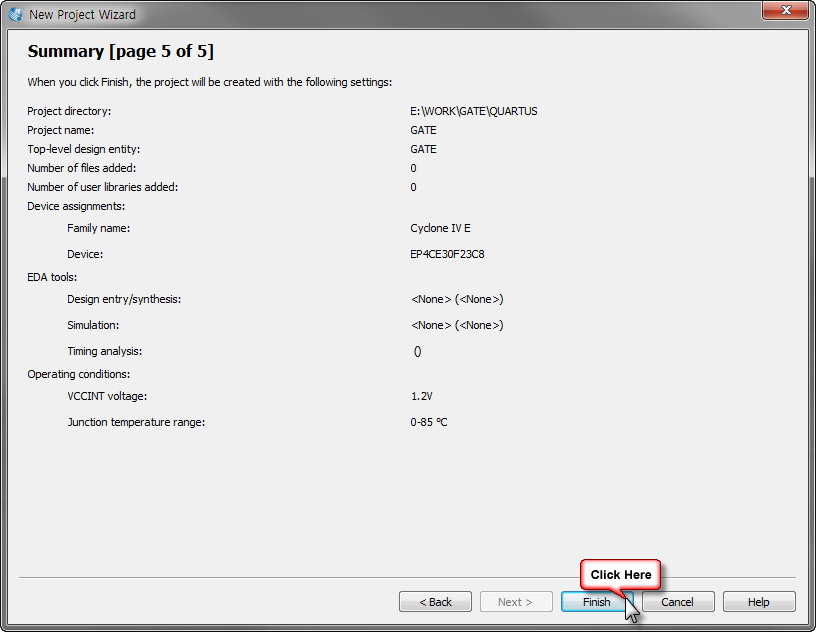 New Project Wizard
Summary [page 5 of 5]
When you click Finish, the project will be created with the following settings:
Project directory: E:\WORK\GATE\QUARTUS
Project name: GATE
Top-level design entity: GATE
Number of files added: 0
Number of user libraries added: 0
Device assignments:
Family name: Cyclone IV E
Device: EP4CE30F23C8
EDA tools:
Design entry/synthesis: <None> (<None>)
Simulation: <None> (<None>)
Timing analysis: ()
Operating conditions:
VCCINT voltage: 1.2V
Junction temperature range: 0-85 °C
Click Here
< Back Next > Finish Cancel Help